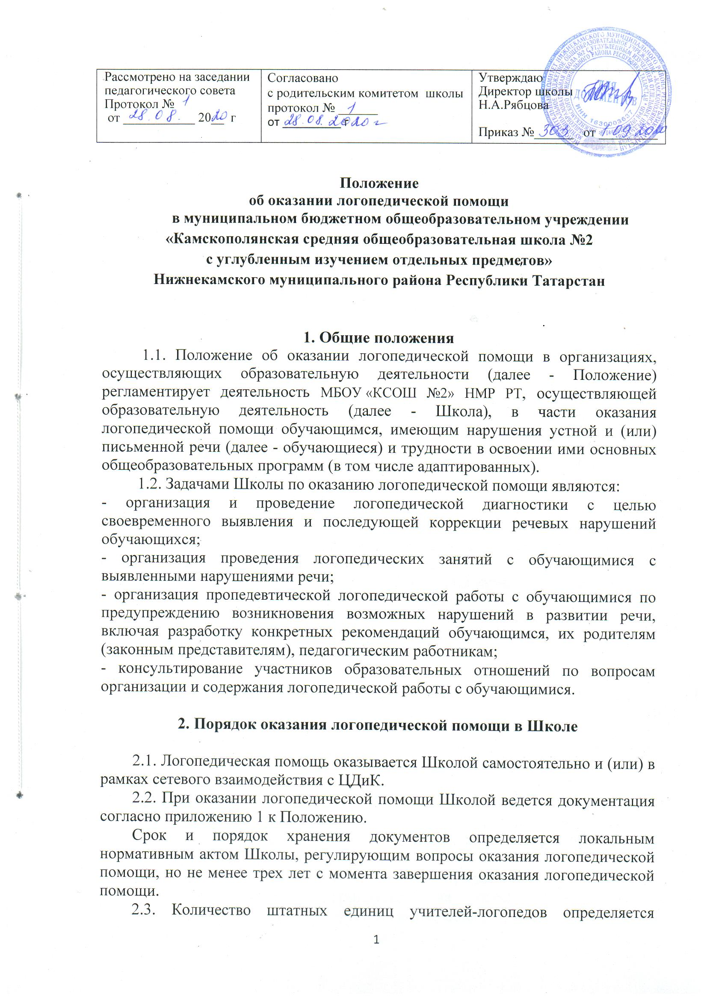 Рассмотрено на заседании
педагогического совета
Протокол № 1
от 28.08. 2020 г
Согласовано
с родительским комитетом школы
протокол № 1
от 28.08.2020 г
Утверждаю
Директор школы
Н.А.Рябцова
Приказ № 303 от 1.09.2020
ДЛЯ
ДОКУМЕНТОВ
ИНН 1630003637
Положение
об оказании логопедической помощи
в муниципальном бюджетном общеобразовательном учреждении
«Камскополянская средняя общеобразовательная школа №2
с углубленным изучением отдельных предметов»
Нижнекамского муниципального района Республики Татарстан
1. Общие положения
1.1. Положение об оказании логопедической помощи в организациях,
осуществляющих образовательную деятельности (далее - Положение)
регламентирует деятельность МБОУ «КСОШ №2» НМР РТ, осуществляющей
образовательную деятельность (далее - Школа), в части оказания
логопедической помощи обучающимся, имеющим нарушения устной и (или)
письменной речи (далее - обучающиеся) и трудности в освоении ими основных
общеобразовательных программ (в том числе адаптированных).
1.2. Задачами Школы по оказанию логопедической помощи являются:
- организация и проведение логопедической диагностики с целью
своевременного выявления и последующей коррекции речевых нарушений
обучающихся;
- организация проведения логопедических занятий с обучающимися с
выявленными нарушениями речи;
- организация пропедевтической логопедической работы с обучающимися по
предупреждению возникновения возможных нарушений в развитии речи,
включая разработку конкретных рекомендаций обучающимся, их родителям
(законным представителям), педагогическим работникам;
- консультирование участников образовательных отношений по вопросам
организации и содержания логопедической работы с обучающимися.
2. Порядок оказания логопедической помощи в Школе
2.1. Логопедическая помощь оказывается Школой самостоятельно и (или) в
рамках сетевого взаимодействия с ЦДиК.
2.2. При оказании логопедической помощи Школой ведется документация
согласно приложению 1 к Положению.
Срок и порядок хранения документов определяется локальным
нормативным актом Школы, регулирующим вопросы оказания логопедической
помощи, но не менее трех лет с момента завершения оказания логопедической
помощи.
2.3. Количество штатных единиц учителей-логопедов определяется
1